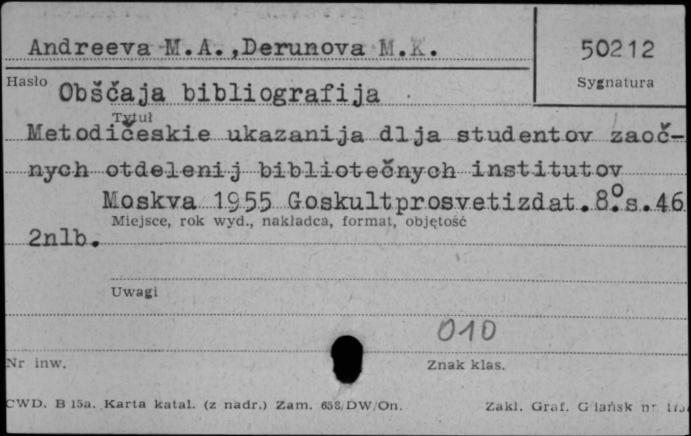 Andreeva M.A.,Derunova M.K.
50212
Hasło
Sygnatura
Obščaja bibliografija
Tytuł
Metodičeskie ukazanija dlja studentov zaoč-
nych otdelenij bibliotečnych institutov
Moskva 1955 Goskultprosvetizdat.8.°s.46
Miejsce, rok wyd., nakładca, format, objętość
2nlb.
Uwagi
010
Nr inw.
Znak klas.
CWD. B 15a. Karta katal. (z nadr.) Zam. 658/DW/On.
Zakł. Graf. Gdańsk nr